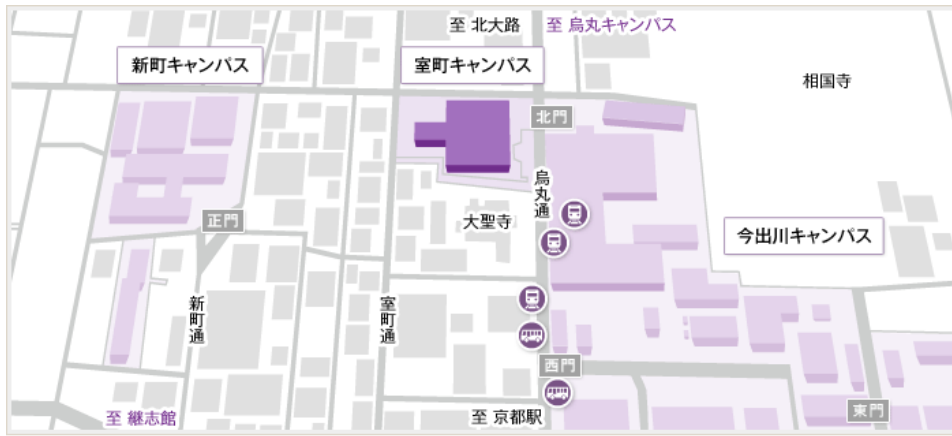 至 北大路
至 烏丸キャンパス
新町キャンパス
室町キャンパス
相国寺
北門
烏丸通
正門
大聖寺
今出川キャンパス
新町通
室町通
西門
至 継志館
至 京都駅
東門